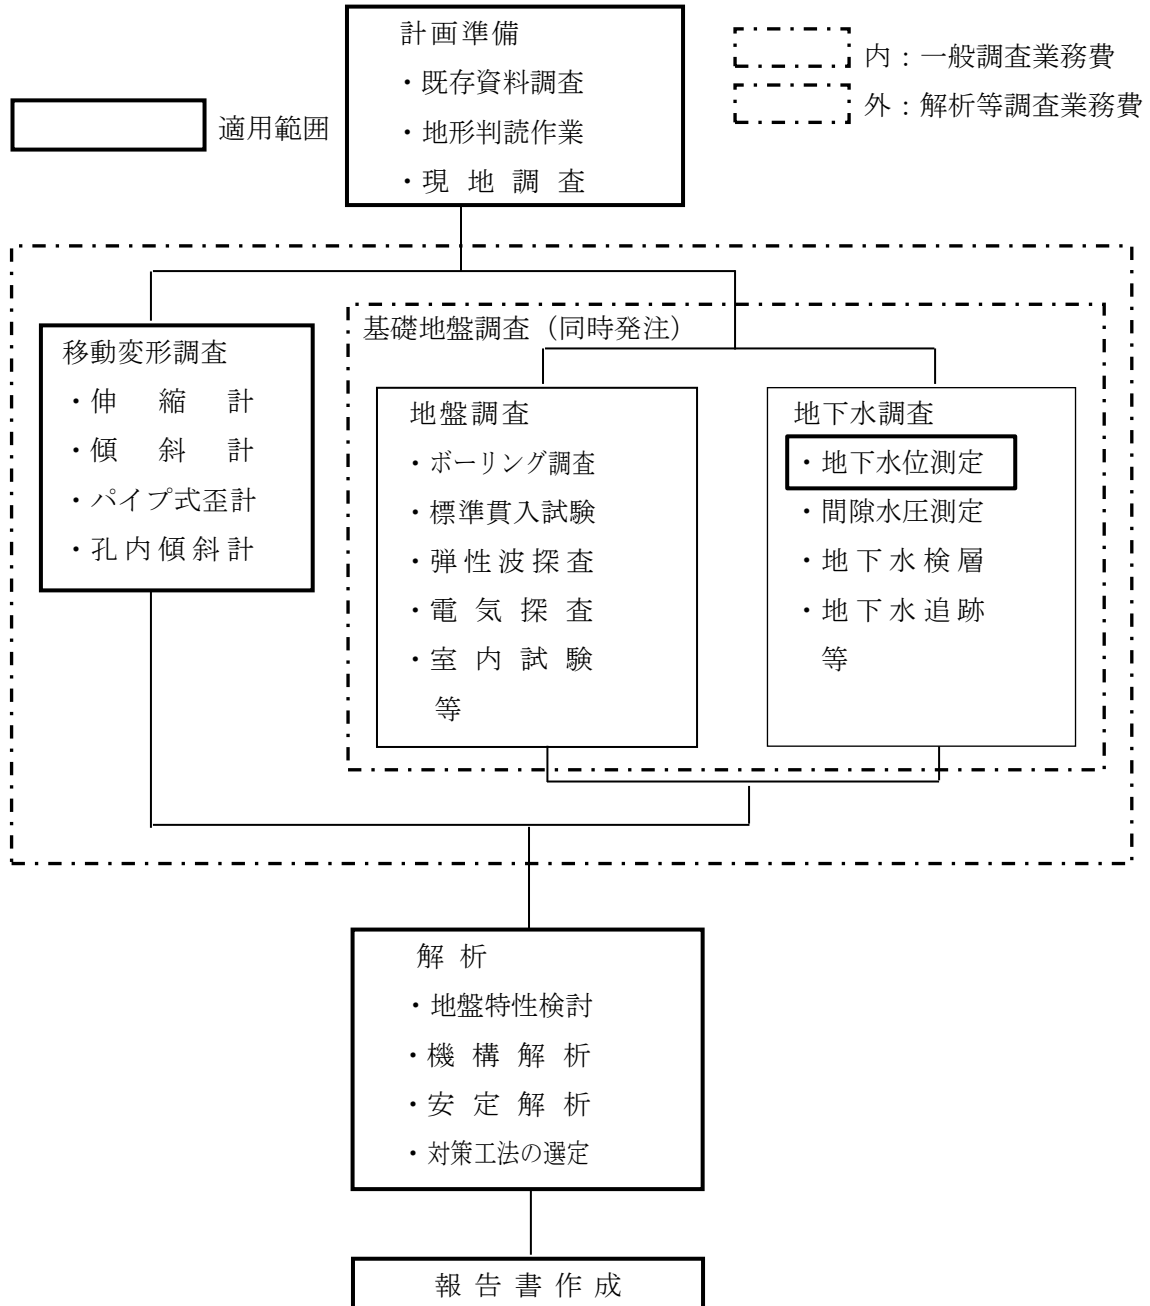 計画準備
・既存資料調査
・地形判読作業
・現地調査
内：一般調査業務費
外：解析等調査業務費
適用範囲
移動変形調査
・伸縮計
・傾斜計
・パイプ式歪計
・孔内傾斜計
基礎地盤調査（同時発注）
地盤調査
・ボーリング調査
・標準貫入試験
・弾性波探査
・電気探査
・室内試験
等
地下水調査
・地下水位測定
・間隙水圧測定
・地下水検層
・地下水追跡
等
解析
・地盤特性検討
・機構解析
・安定解析
・対策工法の選定
報告書作成